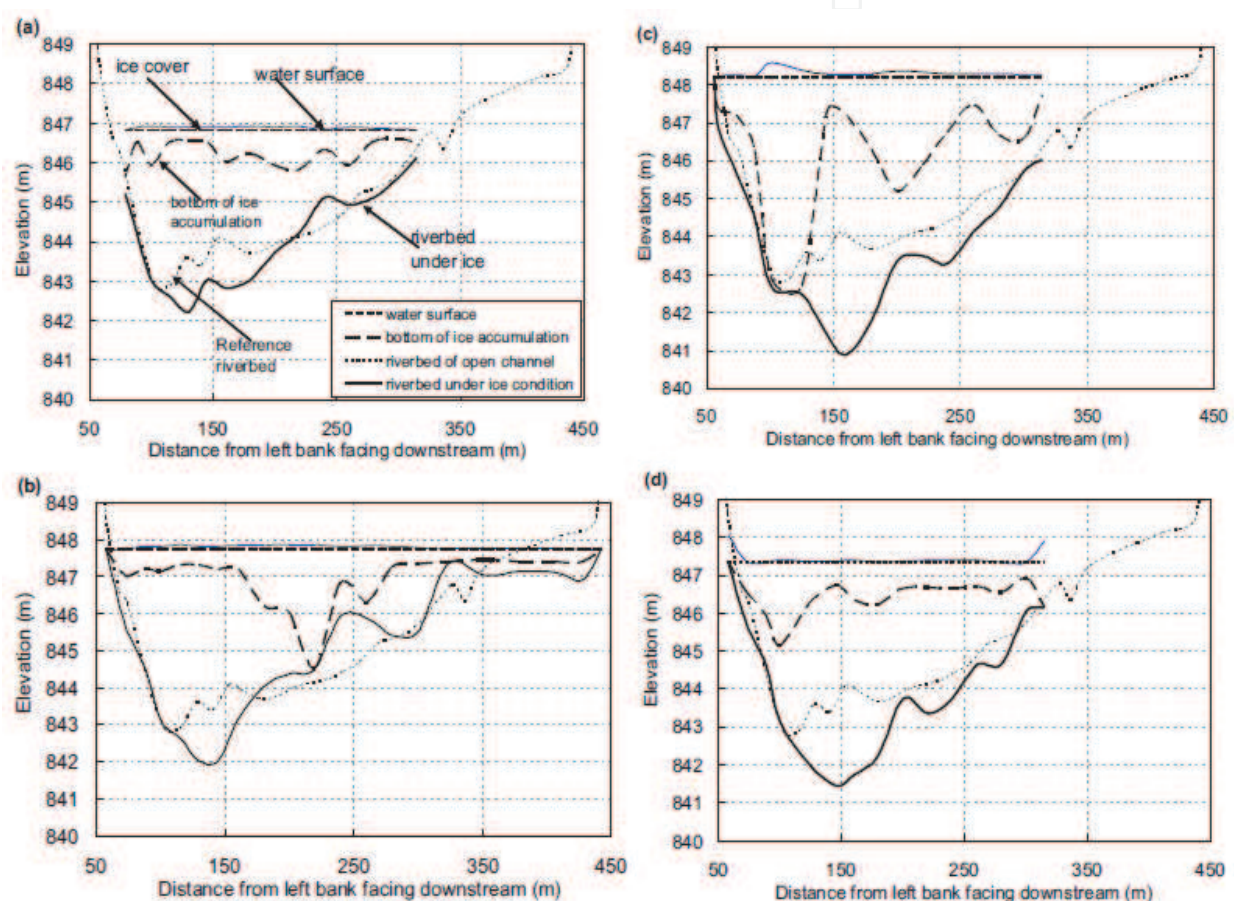 (a)
849
848
847
846
845
844
843
842
841
840
Elevation (m)
ice cover
water surface
bottom of ice
accumulation
riverbed
under ice
Reference
riverbed
water surface
bottom of ice accumulation
riverbed of open channel
riverbed under ice condition
50 150 250 350 450
Distance from left bank facing downstream (m)
(c)
849
848
847
846
845
844
843
842
841
840
Elevation (m)
50 150 250 350 450
Distance from left bank facing downstream (m)
(b)
849
848
847
846
845
844
843
842
841
840
Elevation (m)
50 150 250 350 450
Distance from left bank facing downstream (m)
(d)
849
848
847
846
845
844
843
842
841
840
Elevation (m)
50 150 250 350 450
Distance from left bank facing downstream (m)